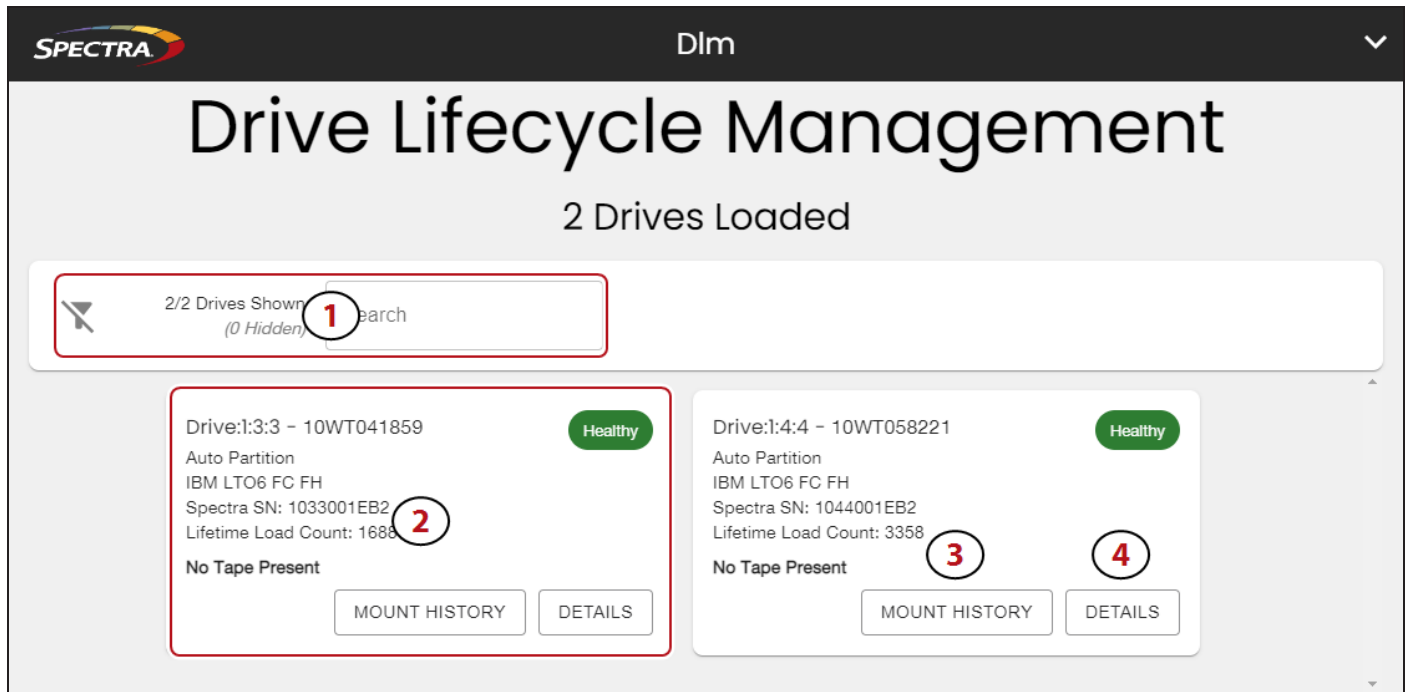 SPECTRA
Dlm
Drive Lifecycle Management
2 Drives Loaded
2/2 Drives Shown
(0 Hidden)
1
earch
Drive:1:3:3 - 10WT041859
Healthy
Auto Partition
IBM LTO6 FC FH
Spectra SN: 1033001EB2
Lifetime Load Count: 1688
2
No Tape Present
MOUNT HISTORY
DETAILS
Drive:1:4:4 - 10WT058221
Healthy
Auto Partition
IBM LTO6 FC FH
Spectra SN: 1044001EB2
Lifetime Load Count: 3358
No Tape Present
3
4
MOUNT HISTORY
DETAILS